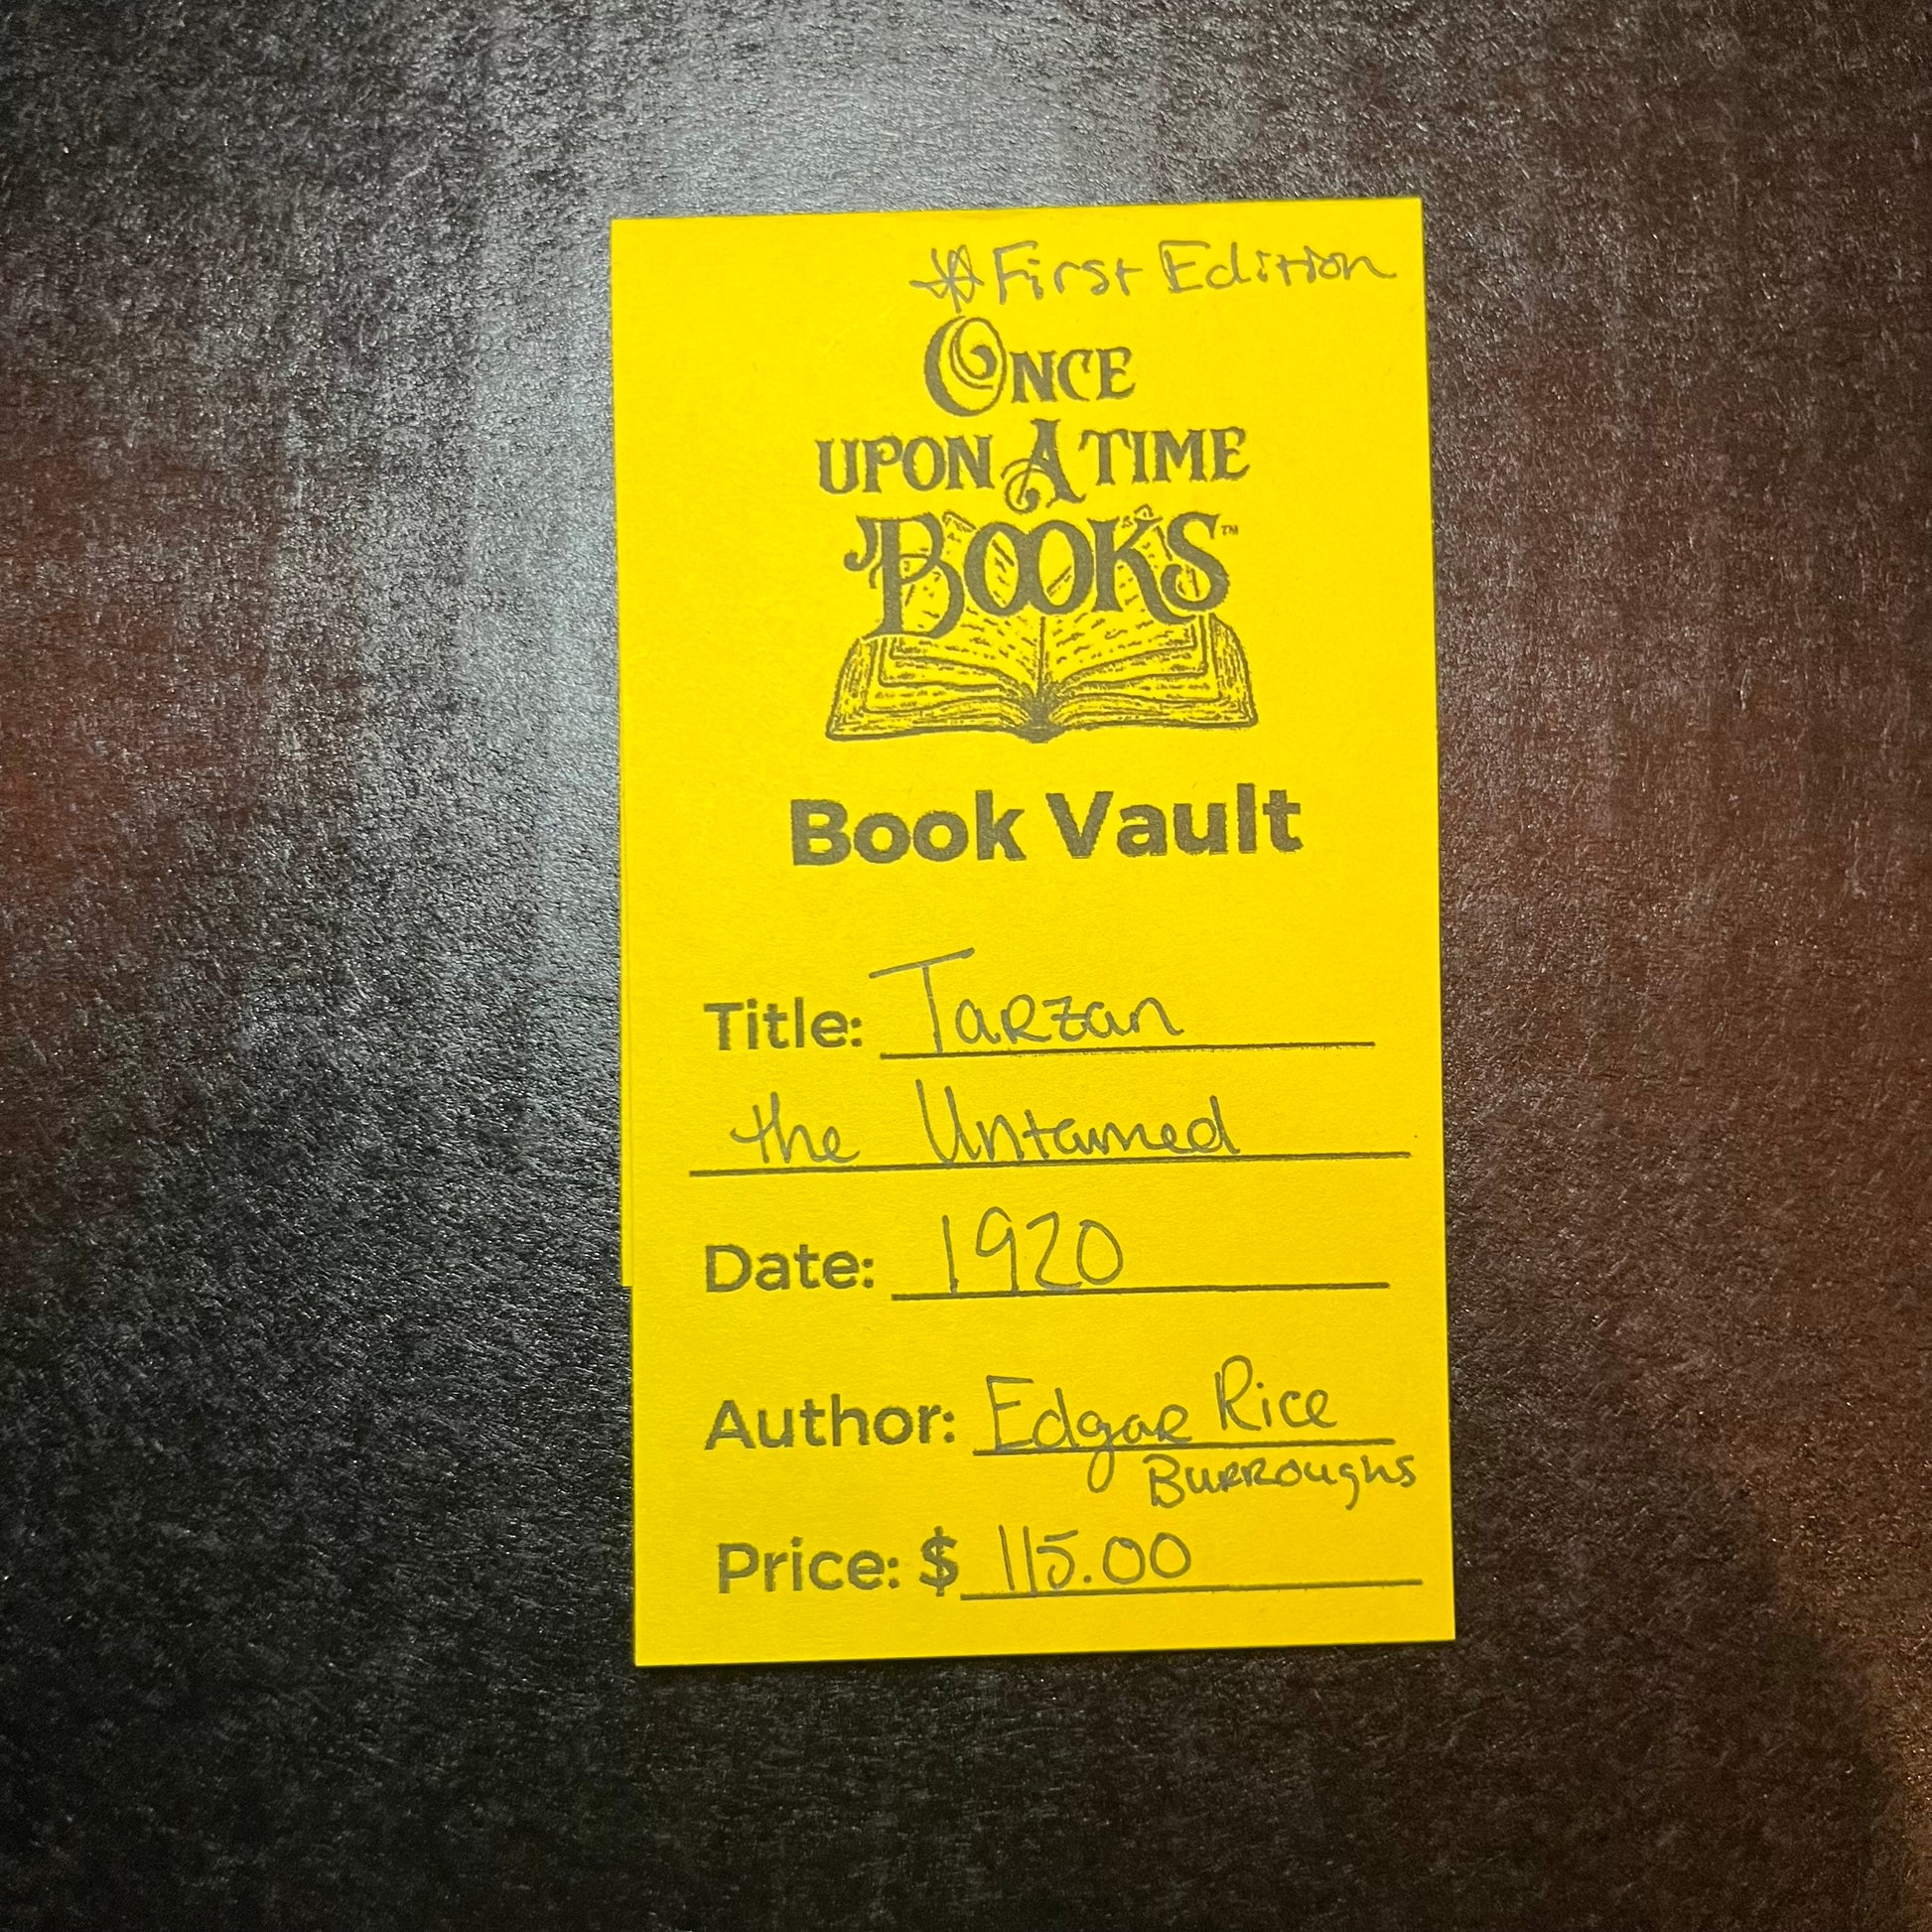 *First Edition
ONCE
UPON A TIME
BOOKS™
Book Vault
Title: Tarzan
the Untamed
Date: 1920
Author: Edgar Rice
Burroughs
Price: $ 115.00